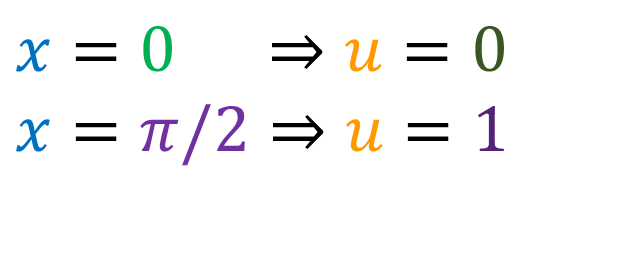 x = 0 ⇒ u = 0
x = π/2 ⇒ u = 1